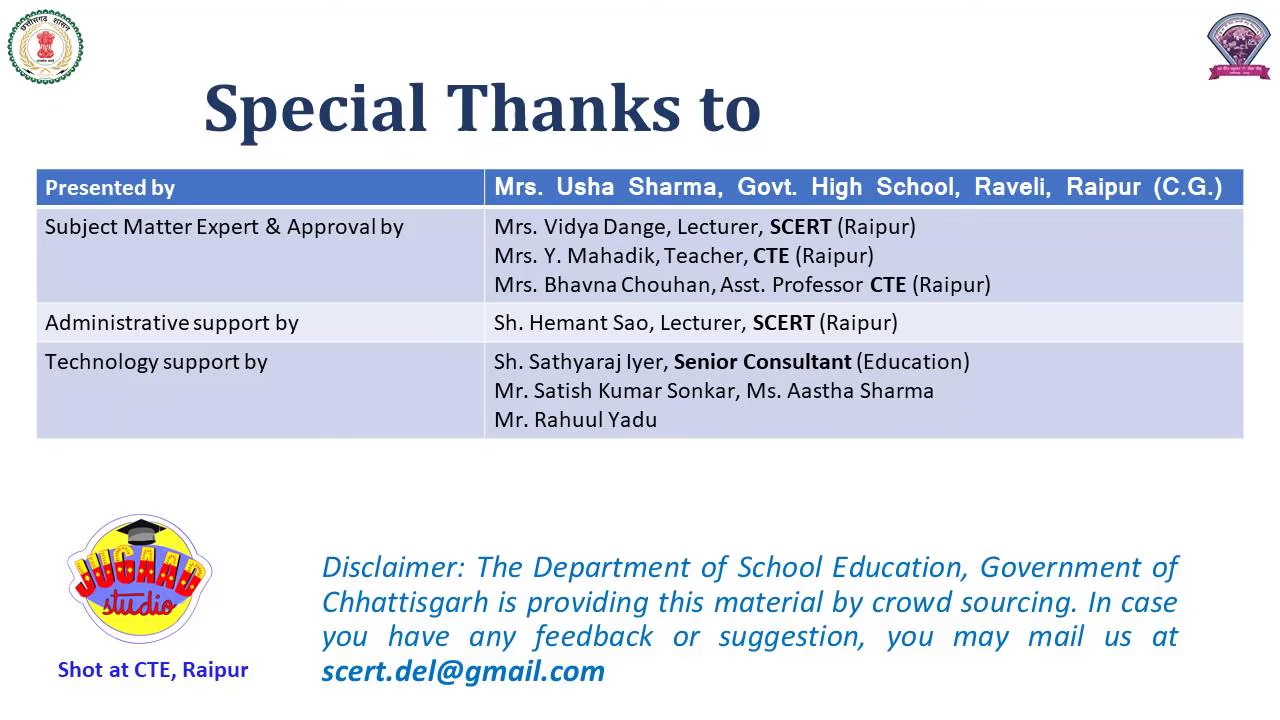 छत्तीसगढ़ शासन
Special Thanks to
Presented by
Mrs. Usha Sharma, Govt. High School, Raveli, Raipur (C.G.)
Subject Matter Expert & Approval by
Mrs. Vidya Dange, Lecturer, SCERT (Raipur)
Mrs. Y. Mahadik, Teacher, CTE (Raipur)
Mrs. Bhavna Chouhan, Asst. Professor CTE (Raipur)
Administrative support by
Sh. Hemant Sao, Lecturer, SCERT (Raipur)
Technology support by
Sh. Sathyaraj Iyer, Senior Consultant (Education)
Mr. Satish Kumar Sonkar, Ms. Aastha Sharma
Mr. Rahuul Yadu
JUGAAD
studio
Shot at CTE, Raipur
Disclaimer: The Department of School Education, Government of
Chhattisgarh is providing this material by crowd sourcing. In case
you have any feedback or suggestion, you may mail us at
scert.del@gmail.com